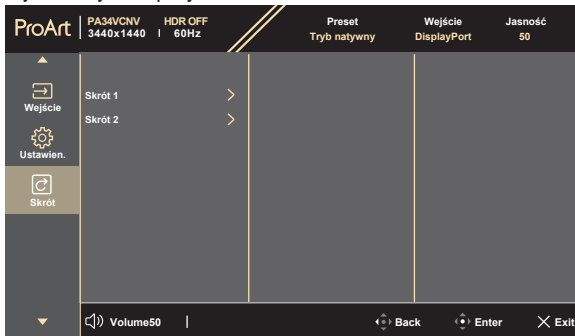 ProArt
PA34VCNV HDR OFF
3440x1440 | 60Hz
Preset
Tryb natywny
Wejście
DisplayPort
Jasność
50
Wejście
Ustawien.
Skrót
Skrót 1
Skrót 2
Volume50 |
Back
Enter
Exit